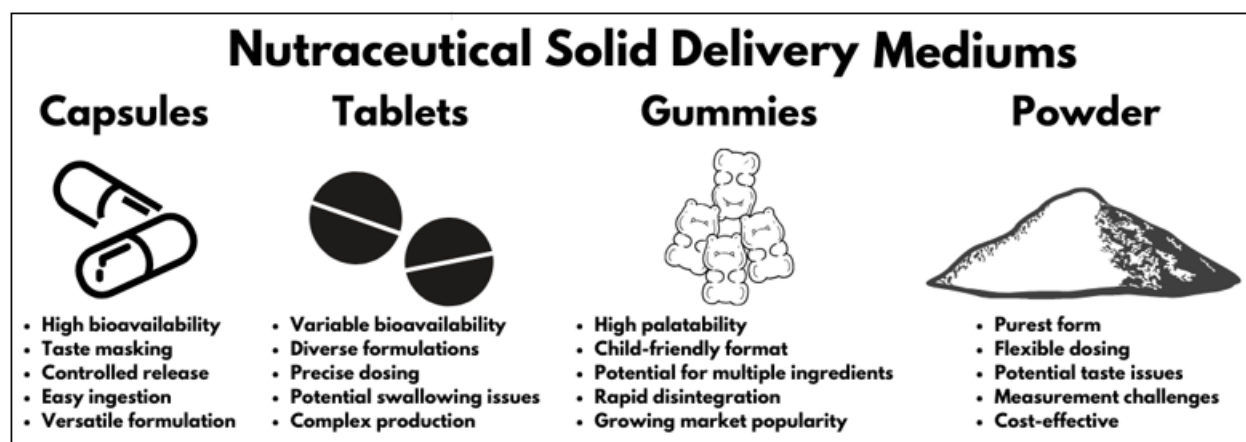 Nutraceutical Solid Delivery Mediums
Capsules
• High bioavailability
• Taste masking
• Controlled release
• Easy ingestion
• Versatile formulation
Tablets
• Variable bioavailability
• Diverse formulations
• Precise dosing
• Potential swallowing issues
• Complex production
Gummies
• High palatability
• Child-friendly format
• Potential for multiple ingredients
• Rapid disintegration
• Growing market popularity
Powder
• Purest form
• Flexible dosing
• Potential taste issues
• Measurement challenges
• Cost-effective